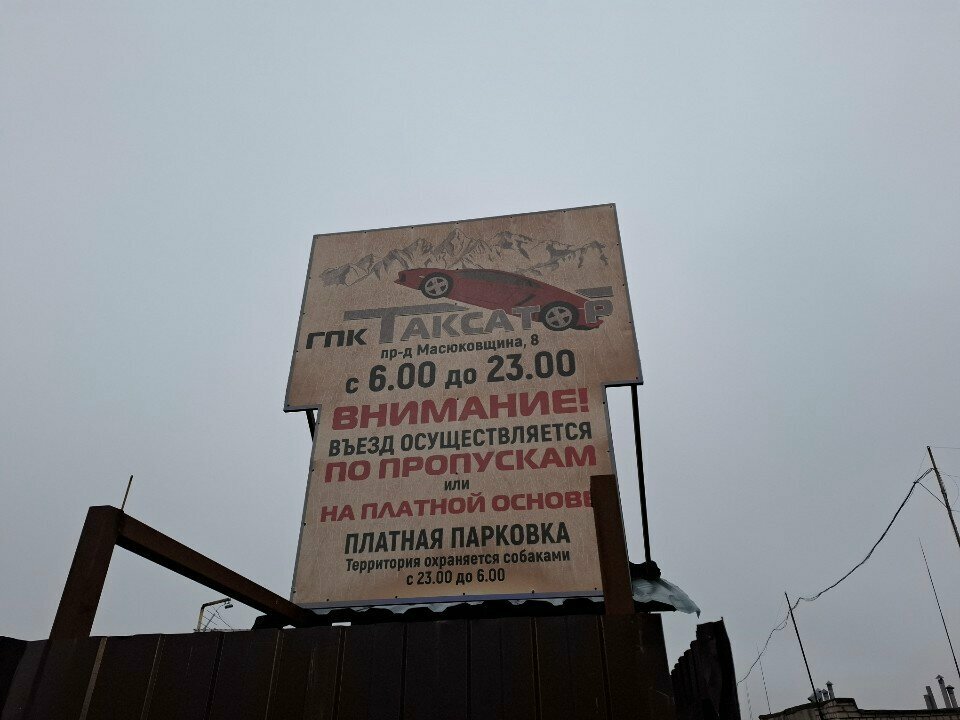 ГПК ТАКСАТОР
пр-д Масюковщина, 8
с 6.00 до 23.00
ВНИМАНИЕ!
ВЪЕЗД ОСУЩЕСТВЛЯЕТСЯ
ПО ПРОПУСКАМ
или
НА ПЛАТНОЙ ОСНОВЕ
ПЛАТНАЯ ПАРКОВКА
Территория охраняется собаками
с 23.00 до 6.00